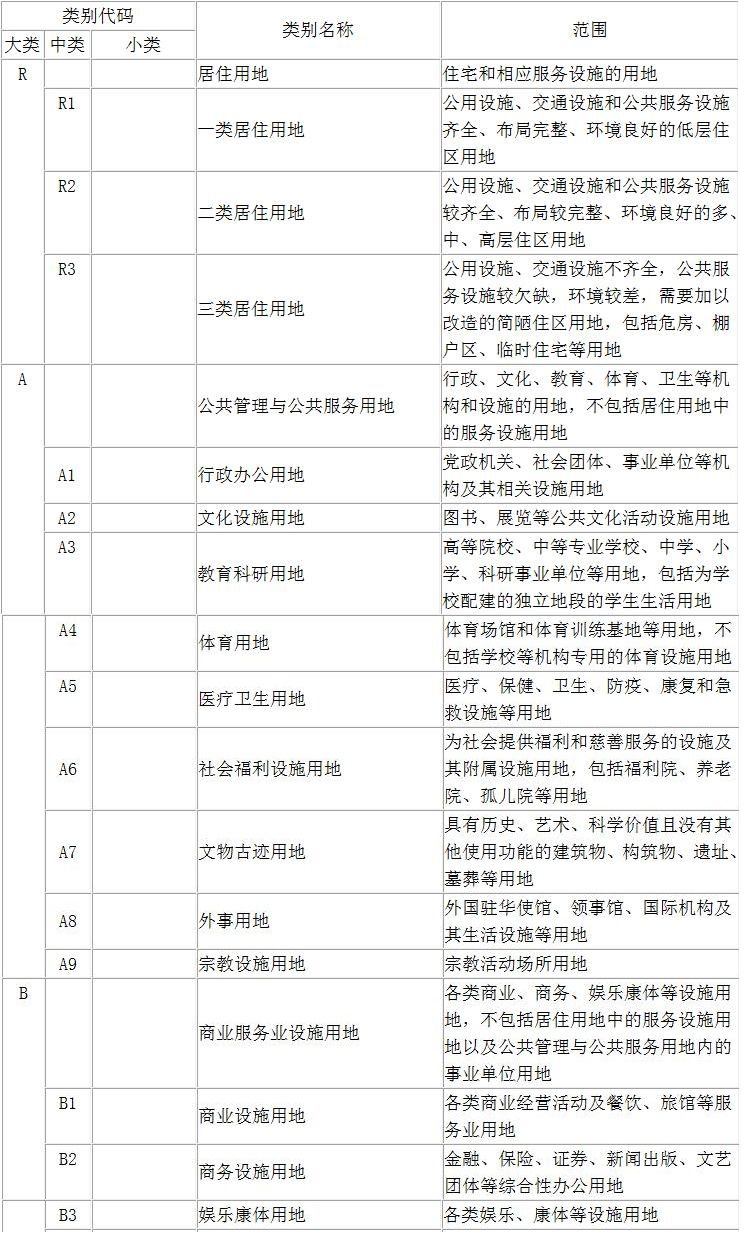 类别代码
类别名称
范围
大类
中类
小类
R
居住用地
住宅和相应服务设施的用地
R1
一类居住用地
公用设施、交通设施和公共服务设施
齐全、布局完整、环境良好的低层住
区用地
R2
二类居住用地
公用设施、交通设施和公共服务设施
较齐全、布局较完整、环境良好的多、
中、高层住区用地
R3
三类居住用地
公用设施、交通设施不齐全，公共服
务设施较欠缺，环境较差，需要加以
改造的简陋住区用地，包括危房、棚
户区、临时住宅等用地
A
公共管理与公共服务用地
行政、文化、教育、体育、卫生等机
构和设施的用地，不包括居住用地中
的服务设施用地
A1
行政办公用地
党政机关、社会团体、事业单位等机
构及其相关设施用地
A2
文化设施用地
图书、展览等公共文化活动设施用地
A3
教育科研用地
高等院校、中等专业学校、中学、小
学、科研事业单位等用地，包括为学
校配建的独立地段的学生生活用地
A4
体育用地
体育场馆和体育训练基地等用地，不
包括学校等机构专用的体育设施用地
A5
医疗卫生用地
医疗、保健、卫生、防疫、康复和急
救设施等用地
A6
社会福利设施用地
为社会提供福利和慈善服务的设施及
其附属设施用地，包括福利院、养老
院、孤儿院等用地
A7
文物古迹用地
具有历史、艺术、科学价值且没有其
他使用功能的建筑物、构筑物、遗址、
墓葬等用地
A8
外事用地
外国驻华使馆、领事馆、国际机构及
其生活设施等用地
A9
宗教设施用地
宗教活动场所用地
B
商业服务业设施用地
各类商业、商务、娱乐康体等设施用
地，不包括居住用地中的服务设施用
地以及公共管理与公共服务用地内的
事业单位用地
B1
商业设施用地
各类商业经营活动及餐饮、旅馆等服
务业用地
B2
商务设施用地
金融、保险、证券、新闻出版、文艺
团体等综合性办公用地
B3
娱乐康体用地
各类娱乐、康体等设施用地